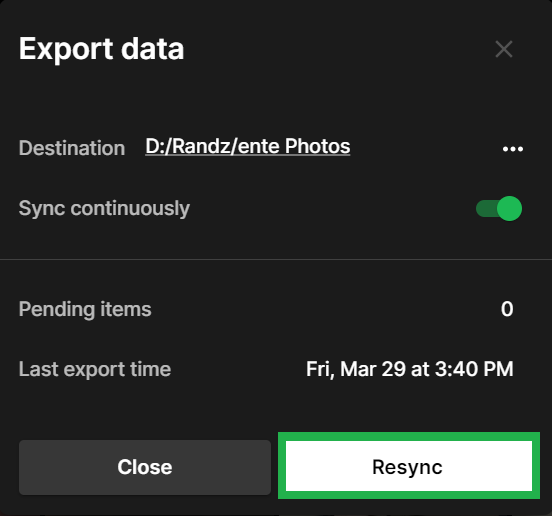 Export data
Destination D:/Randz/ente Photos
Sync continuously
Pending items 0
Last export time Fri, Mar 29 at 3:40 PM
Close Resync